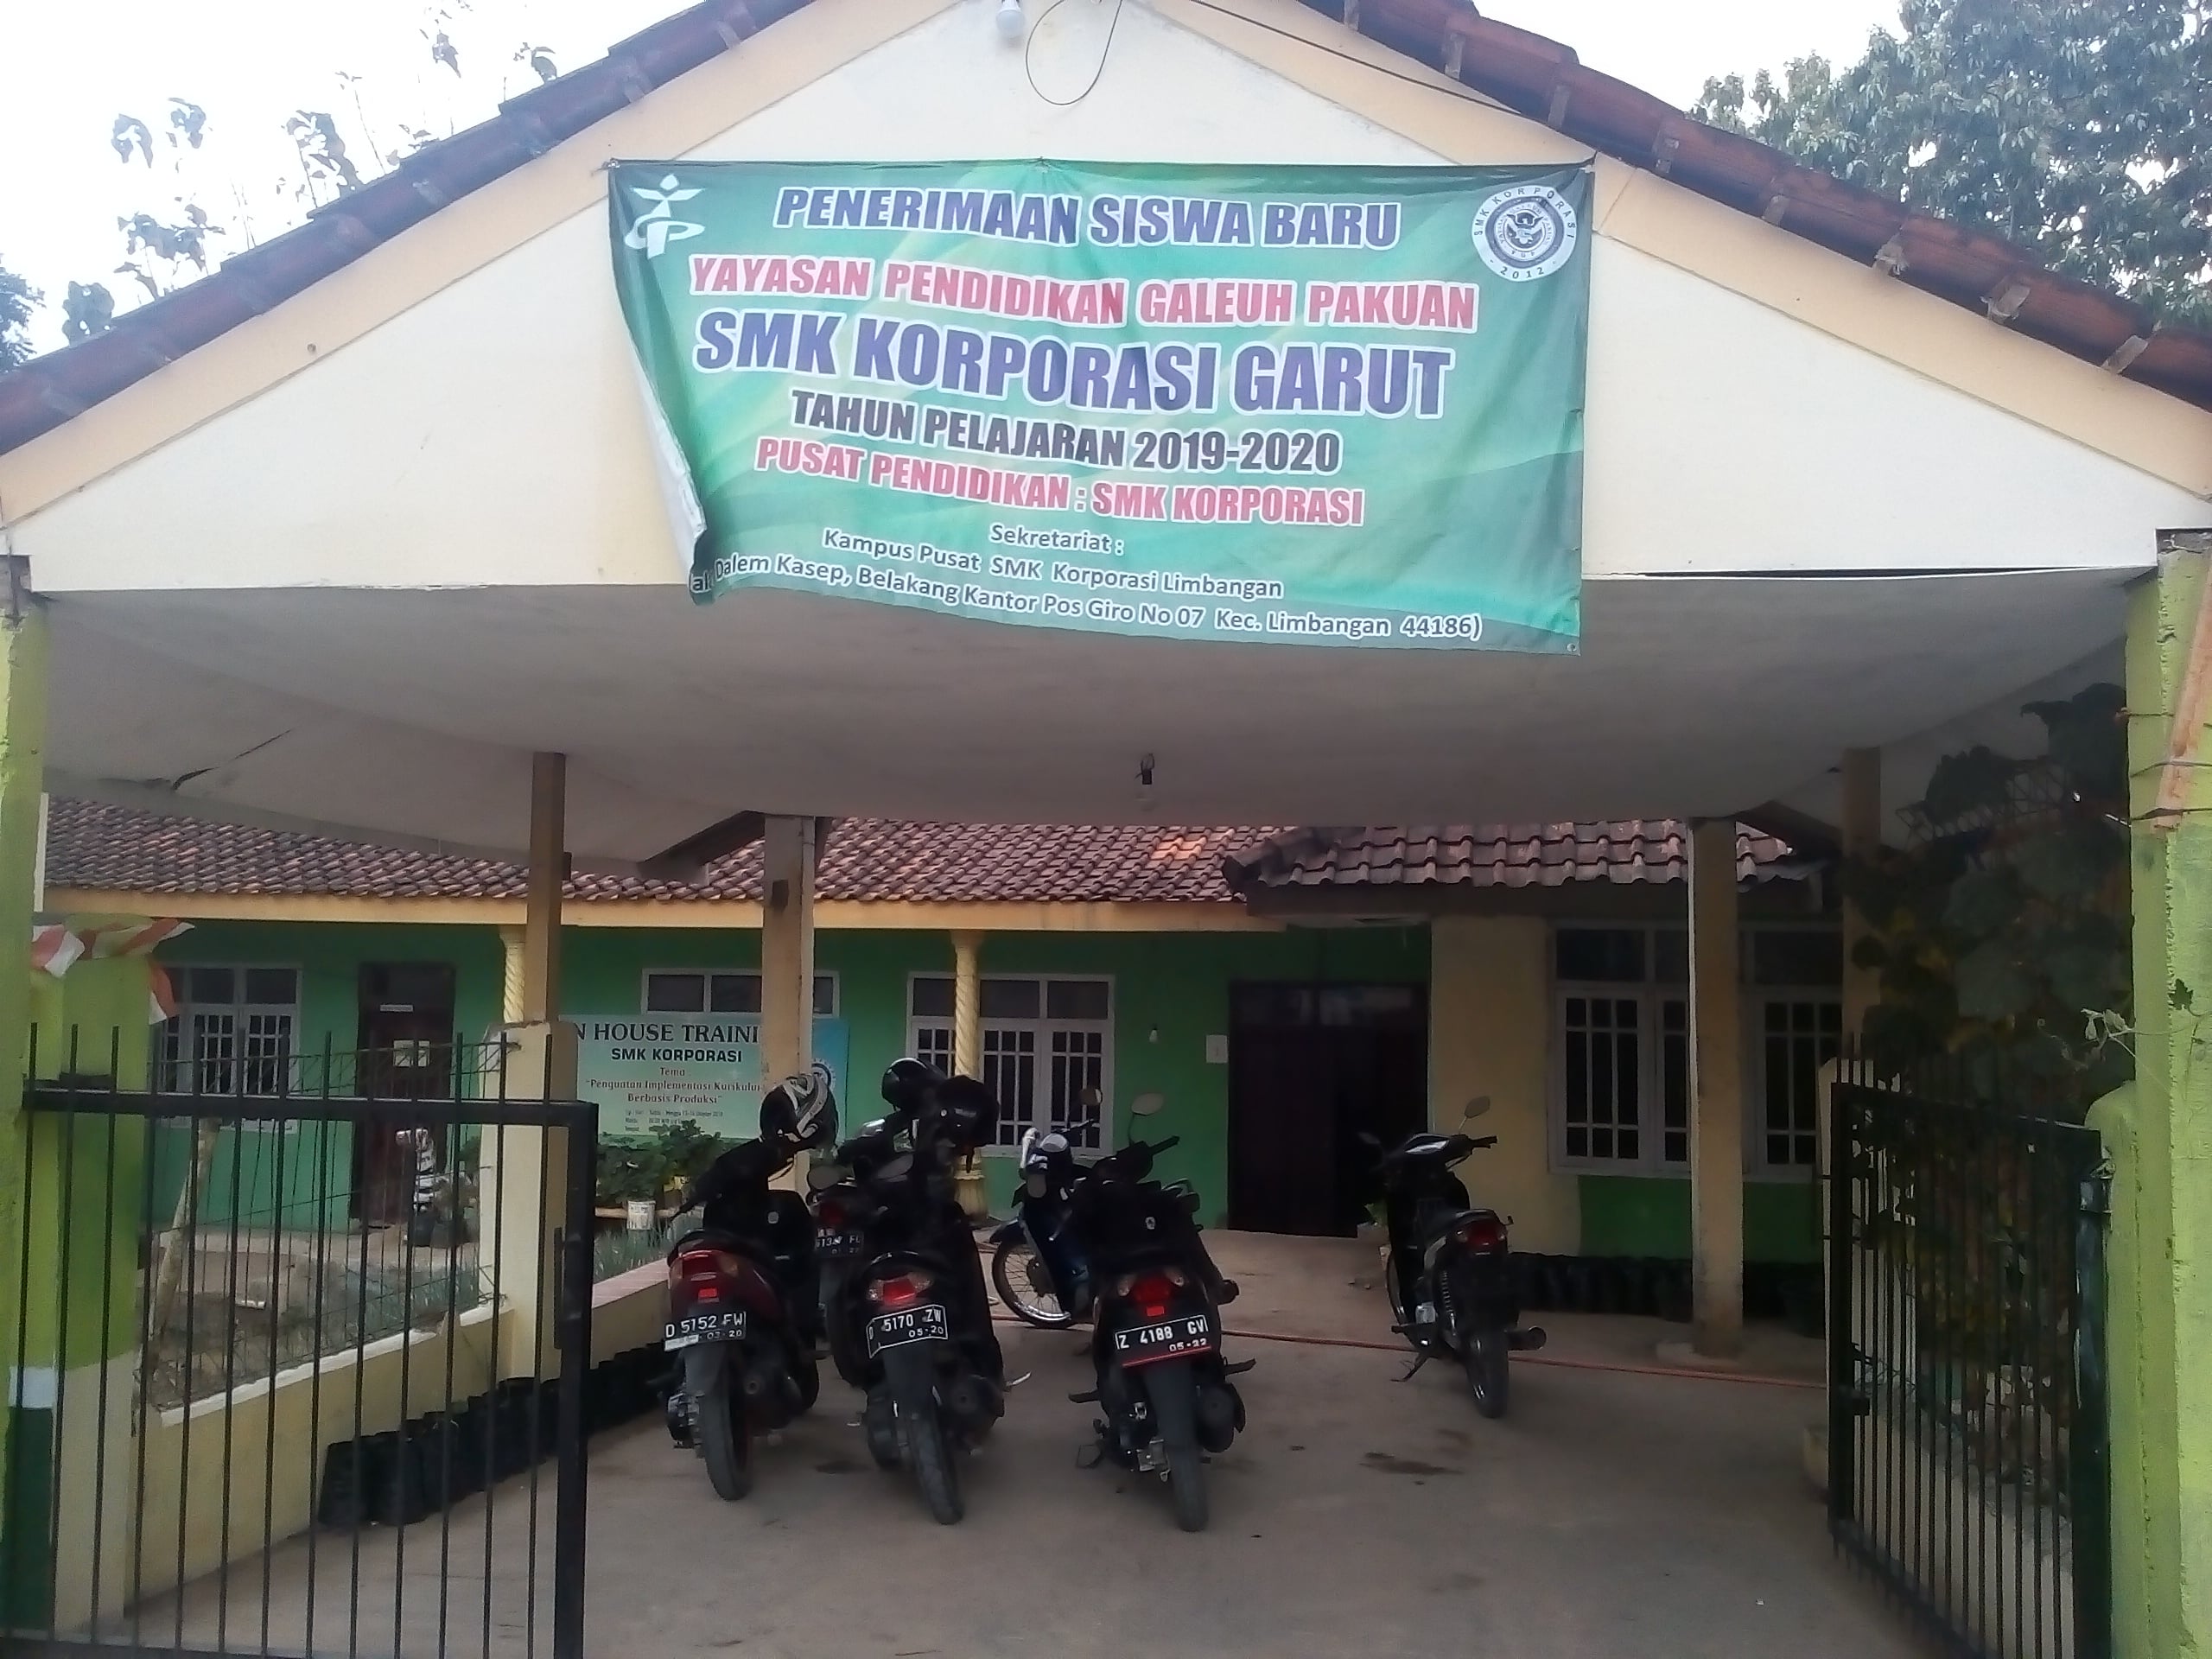 PENERIMAAN SISWA BARU
SMK KORPORASI
2012
YAYASAN PENDIDIKAN GALEUH PAKUAN
SMK KORPORASI GARUT
TAHUN PELAJARAN 2019-2020
PUSAT PENDIDIKAN : SMK KORPORASI
Sekretariat :
Kampus Pusat SMK Korporasi Limbangan
Dalem Kasep, Belakang Kantor Pos Giro No 07 Kec. Limbangan 44186)
N HOUSE TRAINI
SMK KORPORASI
Tema
"Penguatan Implementasi Kurikulu
Berbasis Produksi"
D 5152 FW
03-20
D 5170 ZW
05-20
Z 4188 GV
05-22